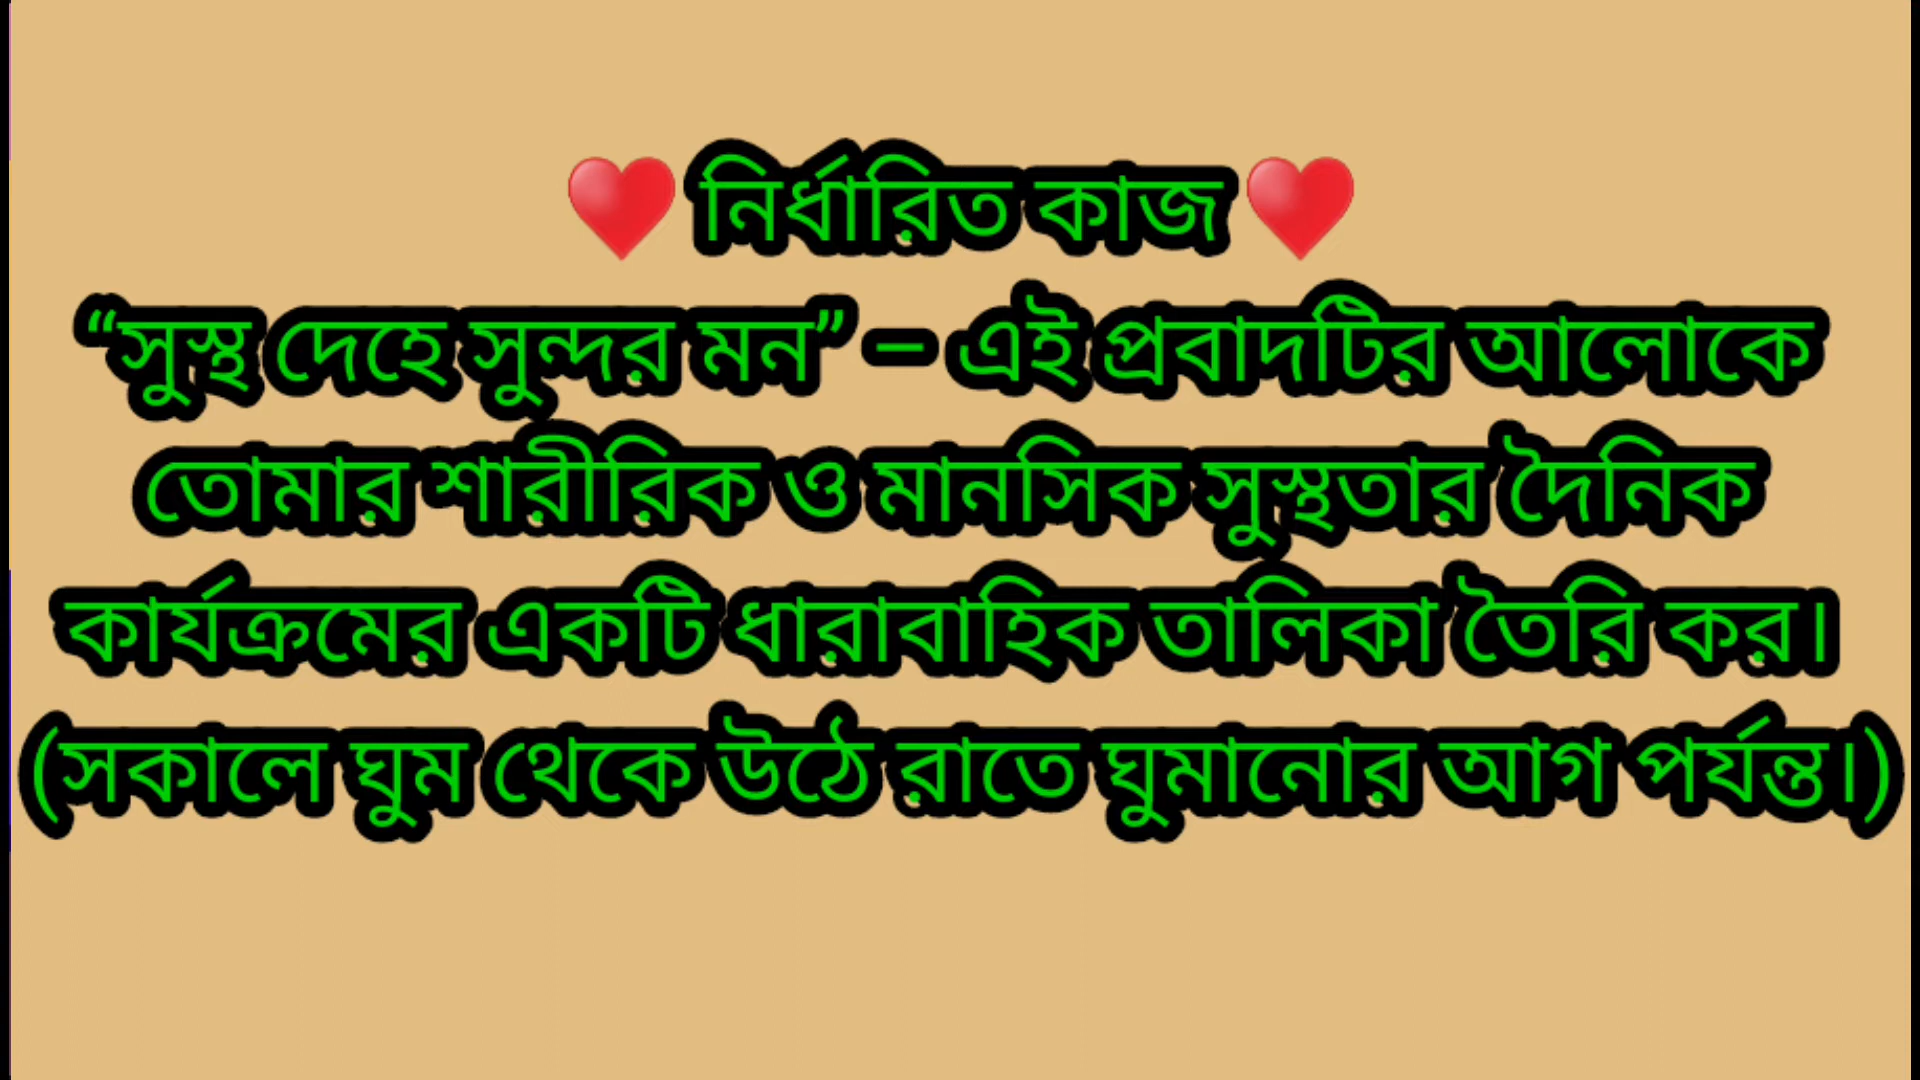 ♥️ নির্ধারিত কাজ ♥️
“সুস্থ দেহে সুন্দর মন” – এই প্রবাদটির আলোকে
তোমার শারীরিক ও মানসিক সুস্থতার দৈনিক
কার্যক্রমের একটি ধারাবাহিক তালিকা তৈরি কর।
(সকালে ঘুম থেকে উঠে রাতে ঘুমানোর আগ পর্যন্ত।)